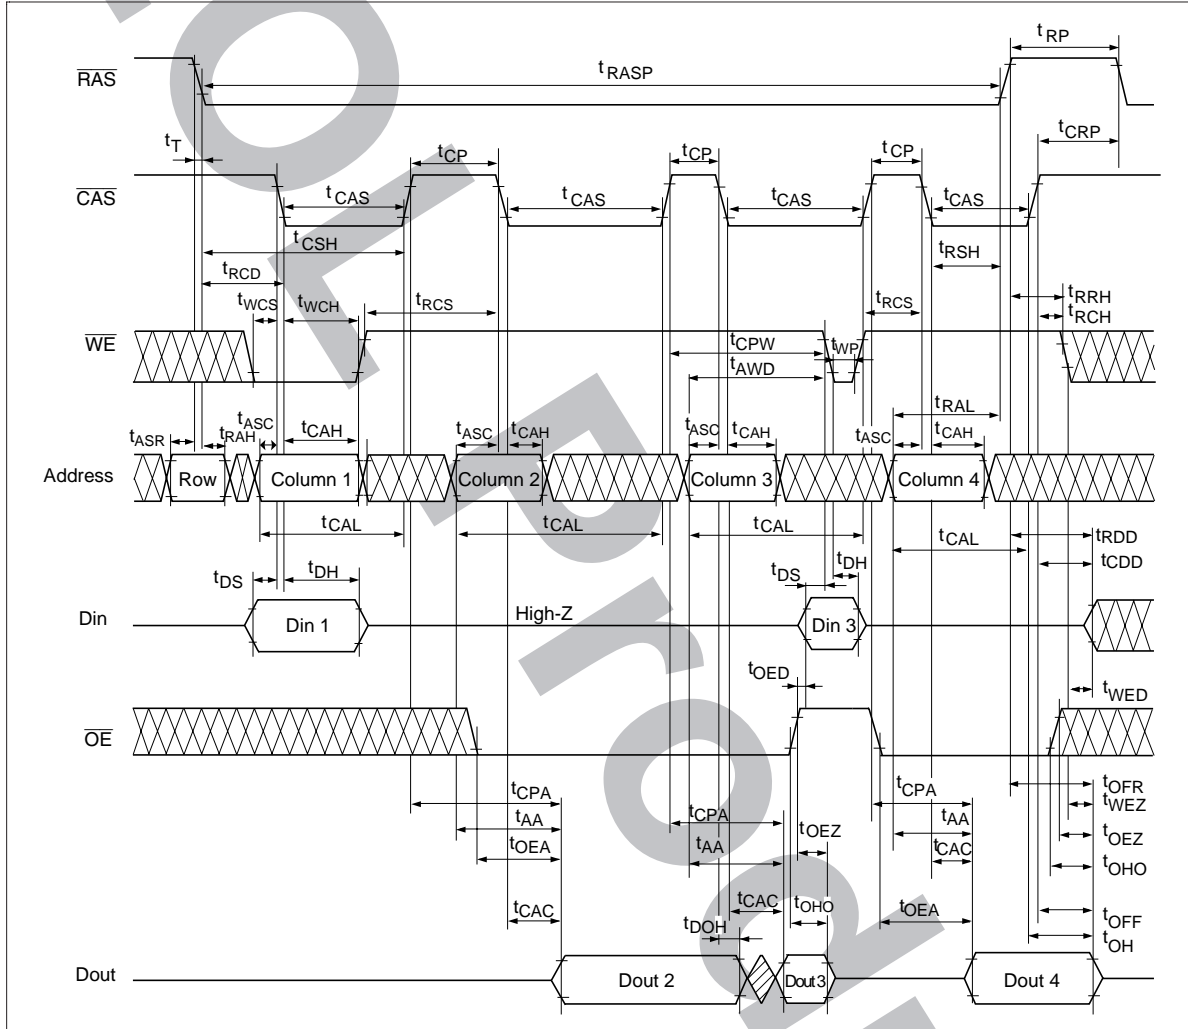 tRP
RAS
tRASP
tT
tCP
tCP
tCP
tCRP
CAS
tCAS
tCAS
tCAS
tCAS
tCSH
tRSH
tRCD
tWCS
tWCH
tRCS
tRCS
tRRH
tRCH
WE
tCPW
tWP
tAWD
tRAL
tASR
tRAH
tASC
tCAH
tASC
tCAH
tASC
tCAH
tASC
tCAH
Address
Row
Column 1
Column 2
Column 3
Column 4
tCAL
tCAL
tCAL
tCAL
tRDD
tCDD
tDS
tDH
tDS
tDH
Din
Din 1
High-Z
Din 3
tOED
tWED
OE
tCPA
tCPA
tCPA
tOFR
tWEZ
tAA
tOEZ
tAA
tOEZ
tOEA
tAA
tCAC
tOHO
tCAC
tCAC
tOHO
tOEA
tOFF
tDOH
tOH
Dout
Dout 2
Dout 3
Dout 4
OL Prod